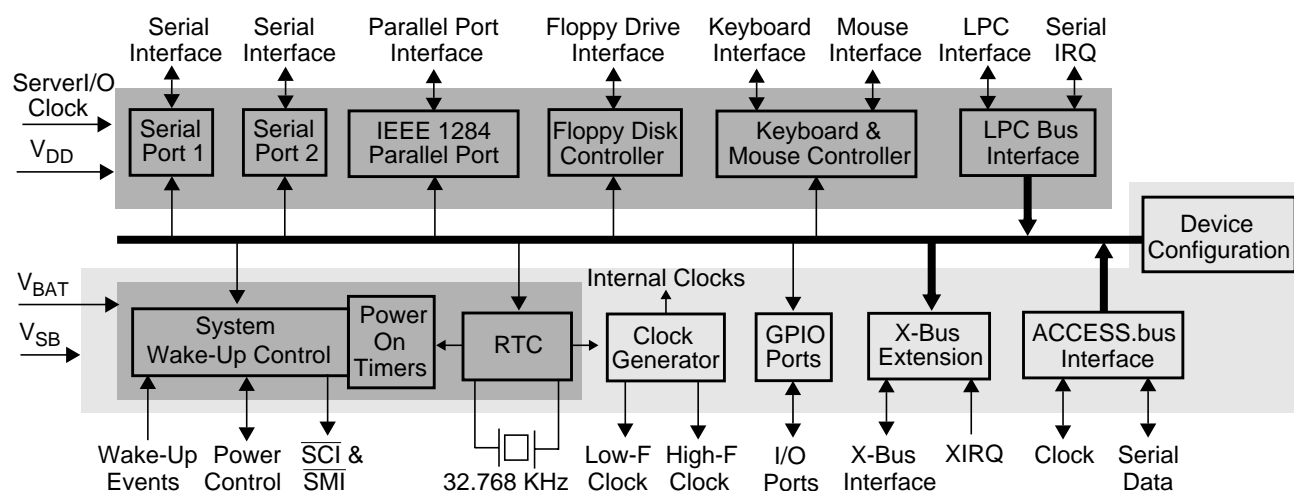 Serial
Interface
Serial
Interface
Parallel Port
Interface
Floppy Drive
Interface
Keyboard
Interface
Mouse
Interface
LPC
Interface
Serial
IRQ
ServerI/O
Clock
VDD
Serial
Port 1
Serial
Port 2
IEEE 1284
Parallel Port
Floppy Disk
Controller
Keyboard &
Mouse Controller
LPC Bus
Interface
Device
Configuration
VBAT
VSB
Internal Clocks
System
Wake-Up Control
Power
On
Timers
RTC
Clock
Generator
GPIO
Ports
X-Bus
Extension
ACCESS.bus
Interface
Wake-Up
Events
Power
Control
SCI &
SMI
32.768 KHz
Low-F
Clock
High-F
Clock
I/O
Ports
X-Bus
Interface
XIRQ
Clock
Serial
Data